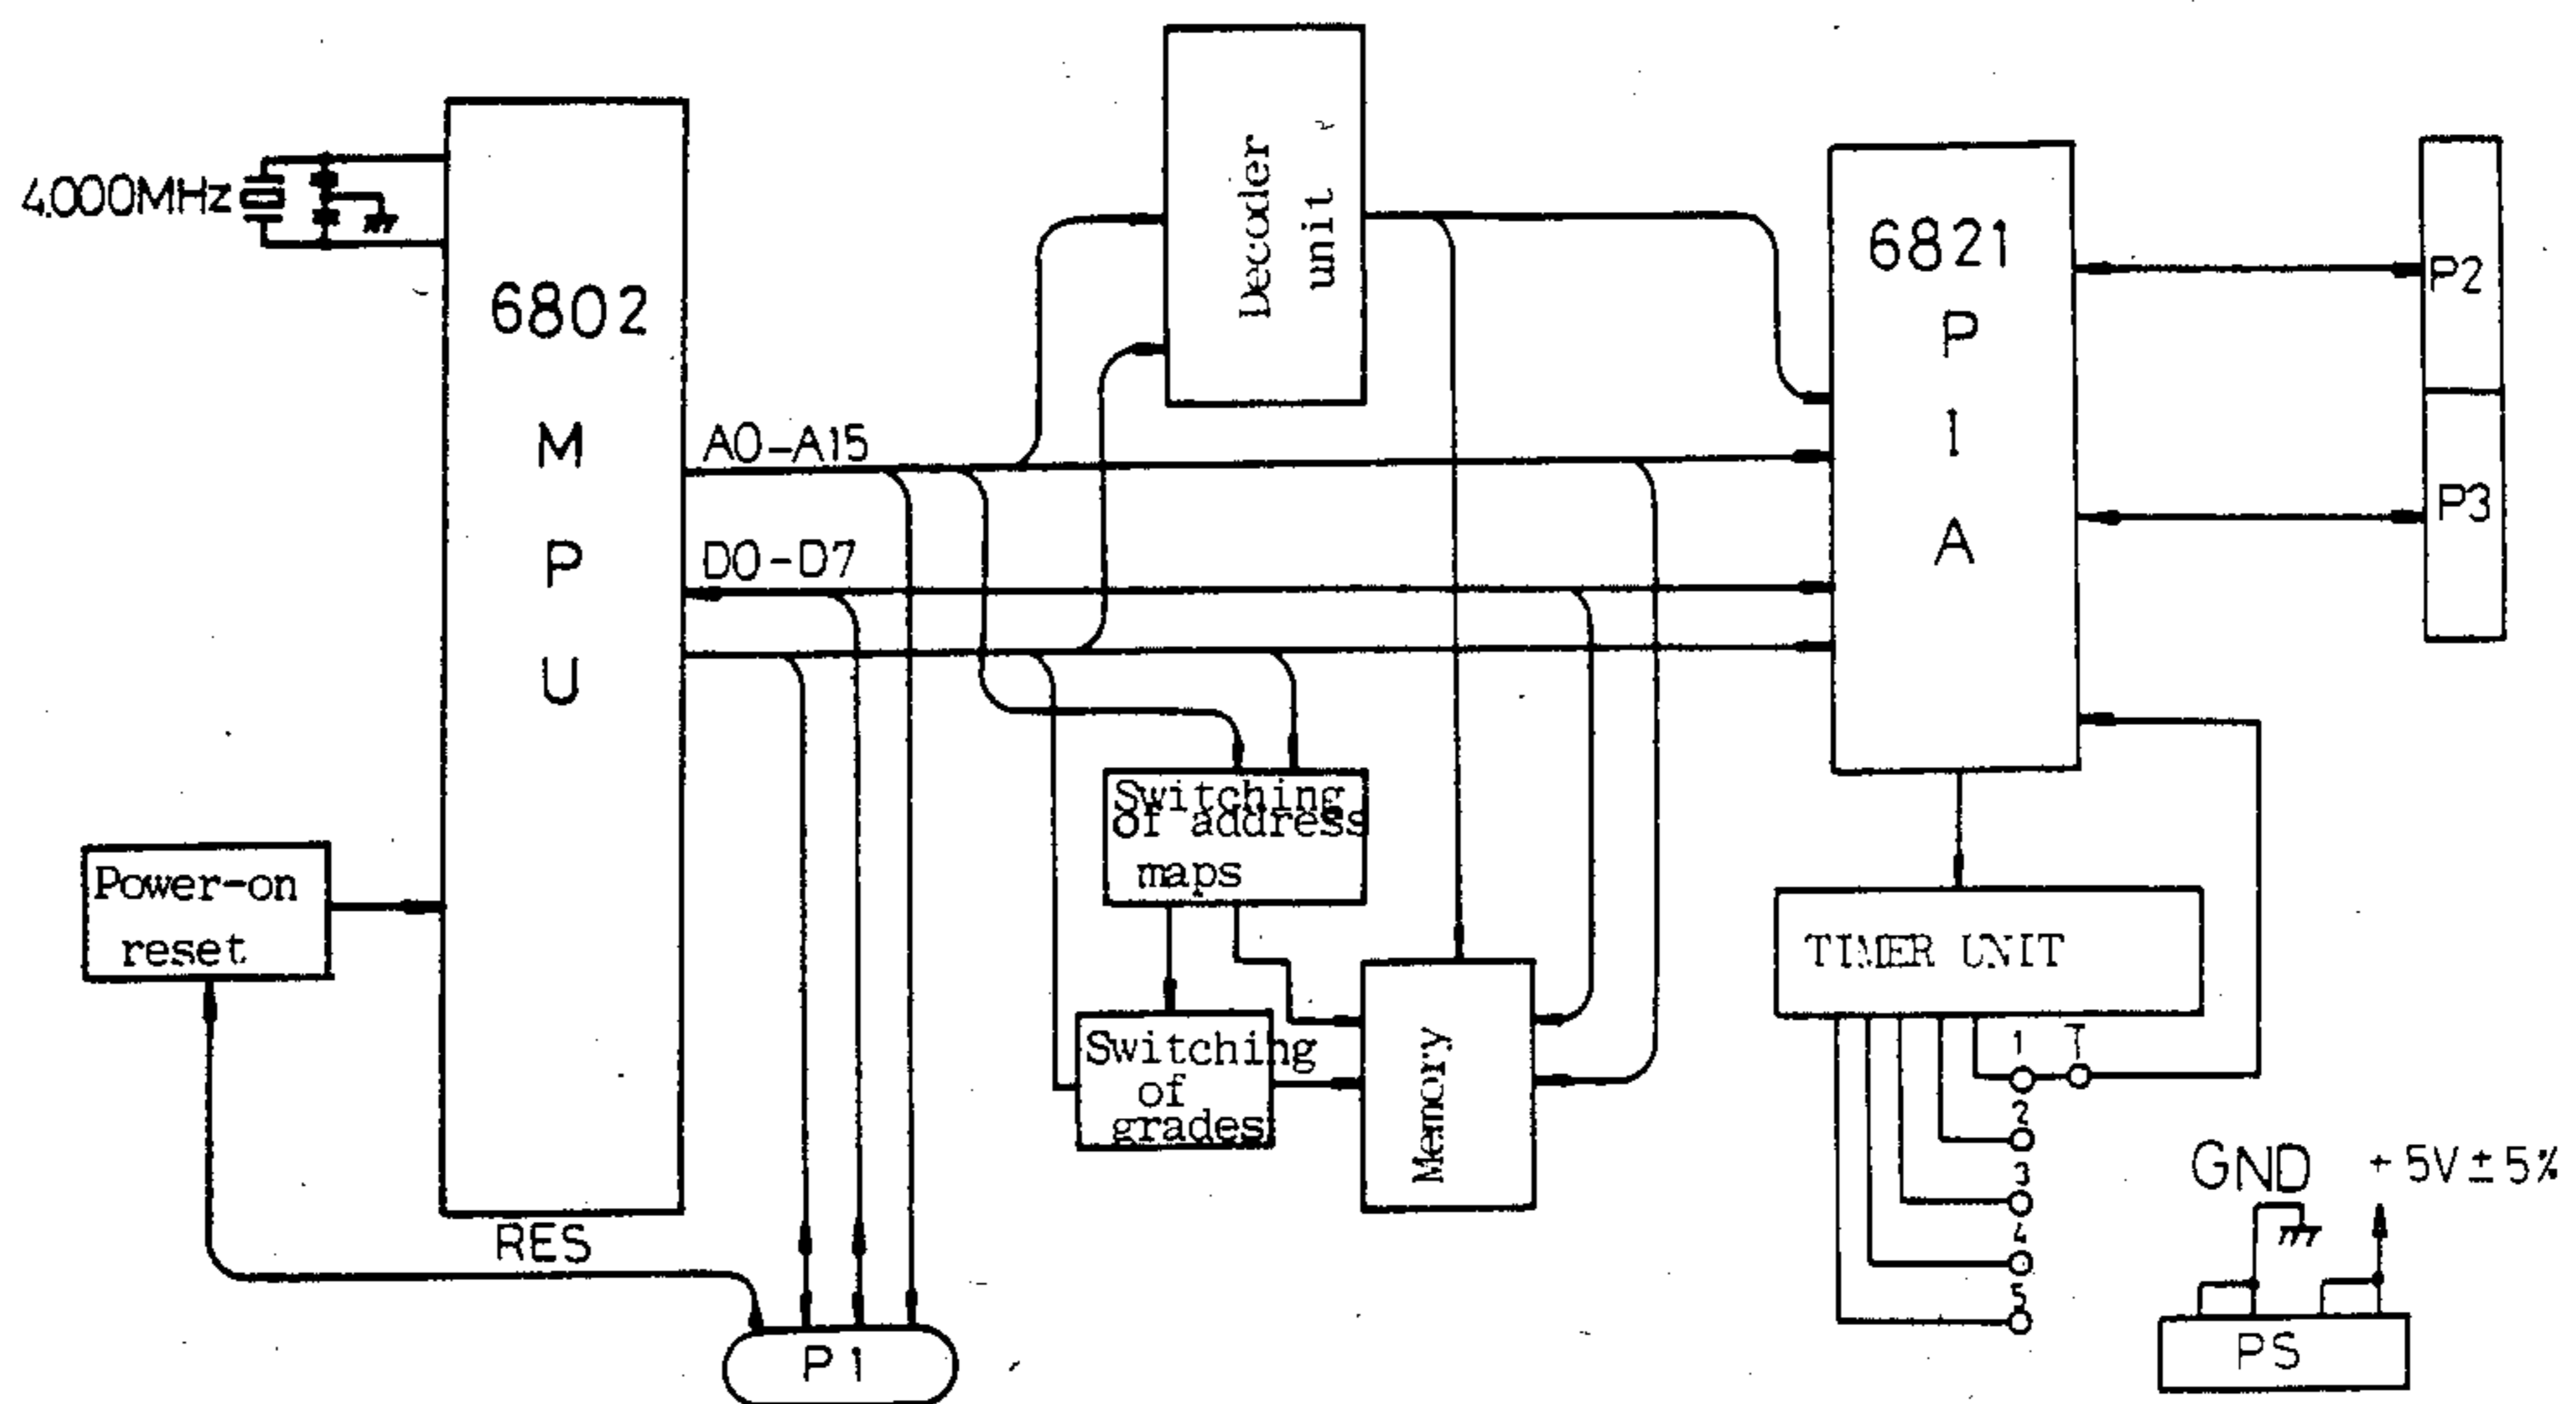 4.000MHz
6802
M
P
U
A0-A15
D0-D7
Decoder
unit
6821
P
I
A
P2
P3
Power-on
reset
RES
P1
Switching
of address
maps
Switching
of
grades
Memory
TIMER UNIT
1 T
2
3
4
5
GND +5V±5%
PS